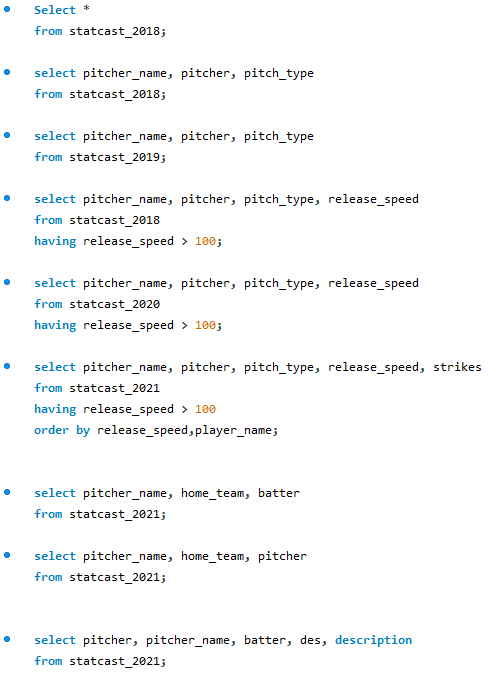 Select *
from statcast_2018;
select pitcher_name, pitcher, pitch_type
from statcast_2018;
select pitcher_name, pitcher, pitch_type
from statcast_2019;
select pitcher_name, pitcher, pitch_type, release_speed
from statcast_2018
having release_speed > 100;
select pitcher_name, pitcher, pitch_type, release_speed
from statcast_2020
having release_speed > 100;
select pitcher_name, pitcher, pitch_type, release_speed, strikes
from statcast_2021
having release_speed > 100
order by release_speed,player_name;
select pitcher_name, home_team, batter
from statcast_2021;
select pitcher_name, home_team, pitcher
from statcast_2021;
select pitcher, pitcher_name, batter, des, description
from statcast_2021;